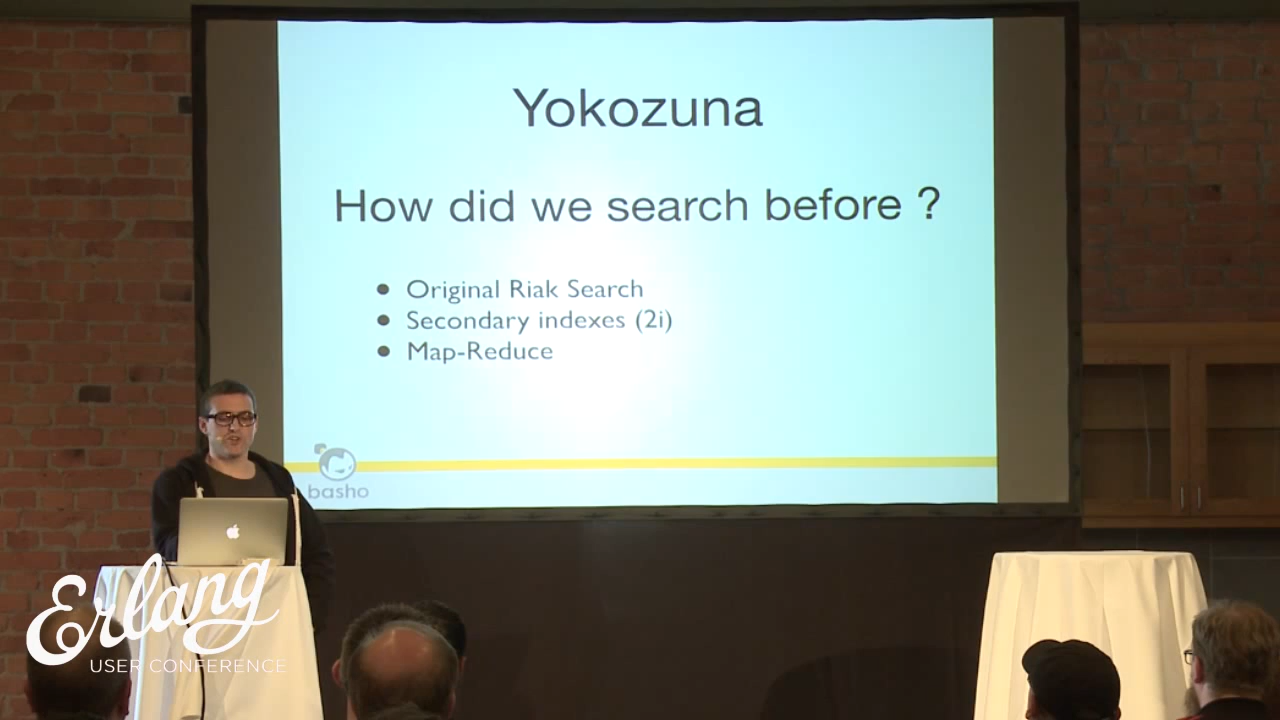 Yokozuna
How did we search before ?
Original Riak Search
Secondary indexes (2i)
Map-Reduce
basho
Erlang
USER CONFERENCE